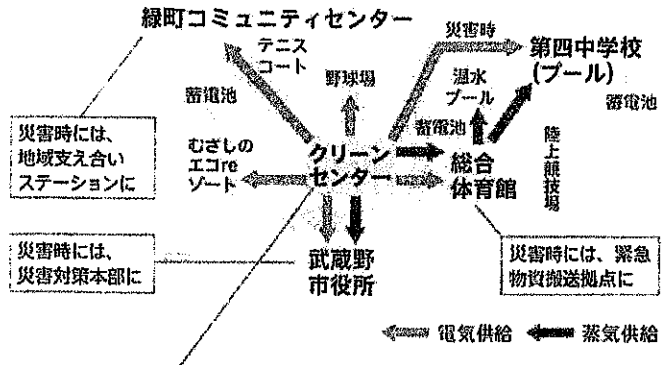 緑町コミュニティセンター
災害時
テニス
コート
野球場
第四中学校
(プール)
温水
プール
蓄電池
蓄電池
蓄電池
災害時には、
地域支え合い
ステーションに
むさしの
エコre
ゾート
クリーン
センター
総合
体育館
陸上競技場
災害時には、
災害対策本部に
武蔵野
市役所
災害時には、緊急
物資搬送拠点に
電気供給
蒸気供給